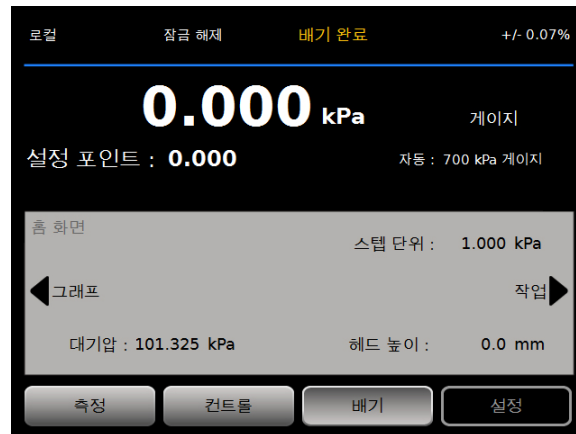 로컬 잠금 해제 배기 완료 +/- 0.07%
0.000 kPa 게이지
설정 포인트 : 0.000 자동 : 700 kPa 게이지
홈 화면
스텝 단위 : 1.000 kPa
그래프 작업
대기압 : 101.325 kPa 헤드 높이 : 0.0 mm
측정 컨트롤 배기 설정